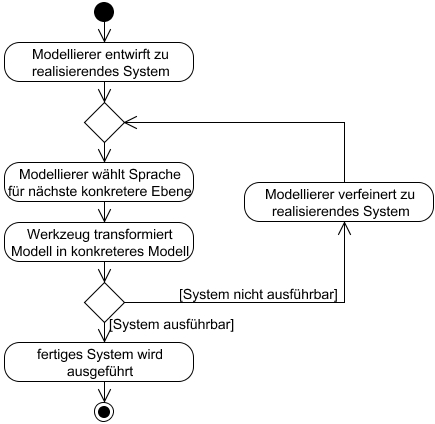 Modellierer entwirft zu
realisierendes System
Modellierer wählt Sprache
für nächste konkretere Ebene
Modellierer verfeinert zu
realisierendes System
Werkzeug transformiert
Modell in konkreteres Modell
[System nicht ausführbar]
[System ausführbar]
fertiges System wird
ausgeführt